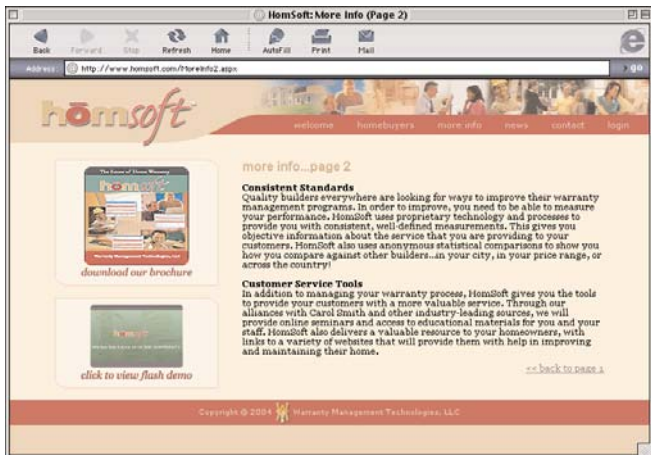 HomSoft: More Info (Page 2)
Back Forward Stop Refresh Home AutoFill Print Mail
Address: http://www.homsoft.com/MoreInfo2.aspx go
hōmsoft
welcome homebuyers more info news contact login
more info...page 2
Consistent Standards
Quality builders everywhere are looking for ways to improve their warranty
management programs. In order to improve, you need to be able to measure
your performance. HomSoft uses proprietary technology and processes to
provide you with consistent, well-defined measurements. This gives you
objective information about the service that you are providing to your
customers. HomSoft also uses anonymous statistical comparisons to show you
how you compare against other builders...in your city, in your price range, or
across the country!
Customer Service Tools
In addition to managing your warranty process, HomSoft gives you the tools
to provide your customers with a more valuable service. Through our
alliances with Carol Smith and other industry-leading sources, we will
provide online seminars and access to educational materials for you and your
staff. HomSoft also delivers a valuable resource to your homeowners, with
links to a variety of websites that will provide them with help in improving
and maintaining their home.
<< back to page 1
The Future of Home Warranty
homsoft
Warranty Management Technologies, LLC
download our brochure
homsoft
click to view flash demo
Copyright @ 2004 Warranty Management Technologies, LLC